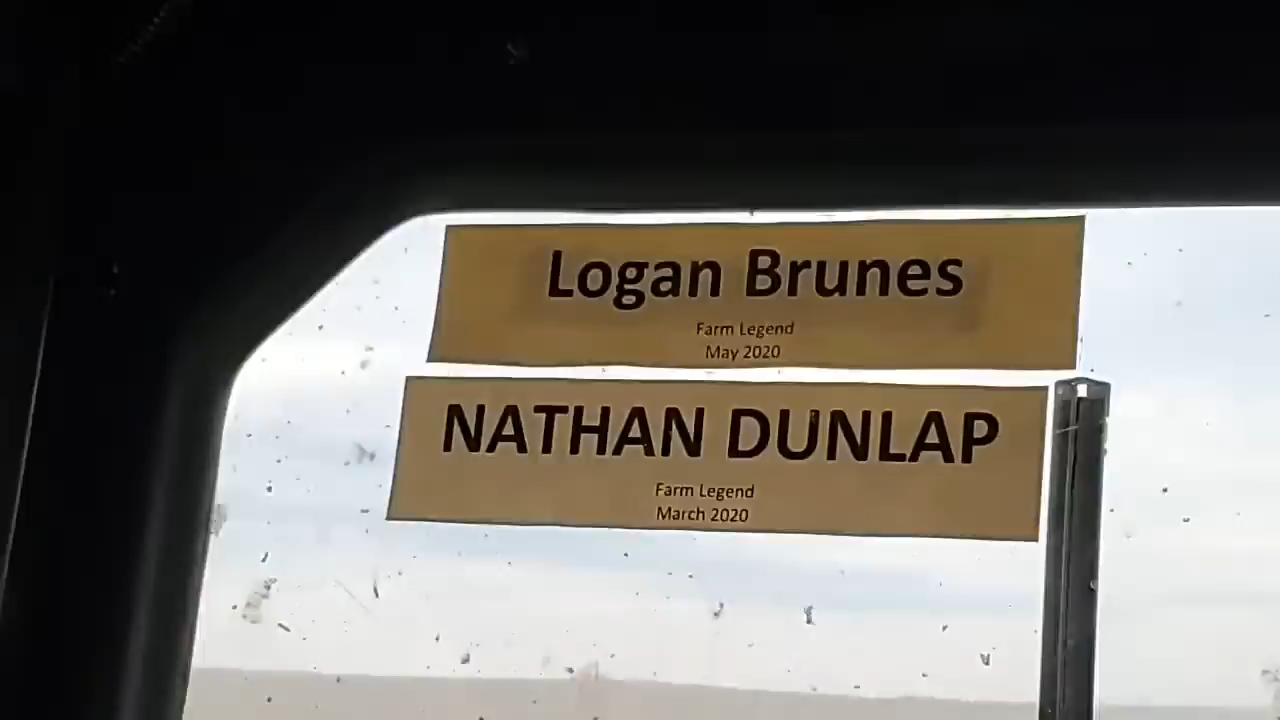 Logan Brunes
Farm Legend
May 2020
NATHAN DUNLAP
Farm Legend
March 2020